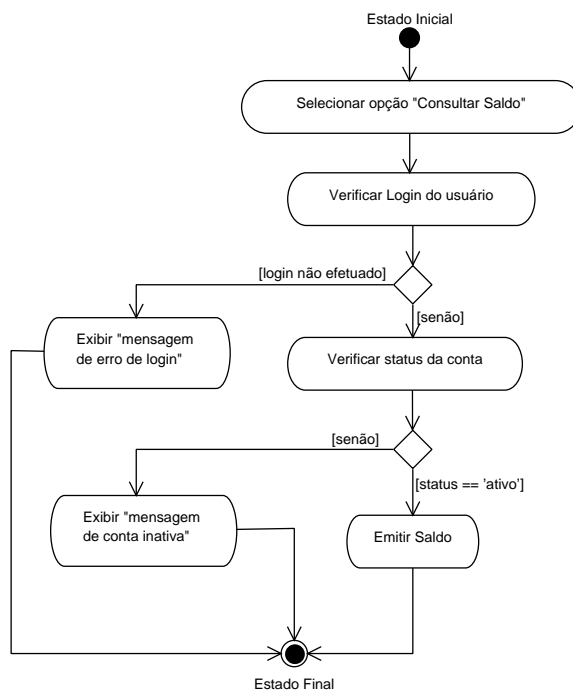 Estado Inicial
Selecionar opção "Consultar Saldo"
Verificar Login do usuário
[login não efetuado]
[senão]
Exibir "mensagem
de erro de login"
Verificar status da conta
[senão]
[status == 'ativo']
Exibir "mensagem
de conta inativa"
Emitir Saldo
Estado Final